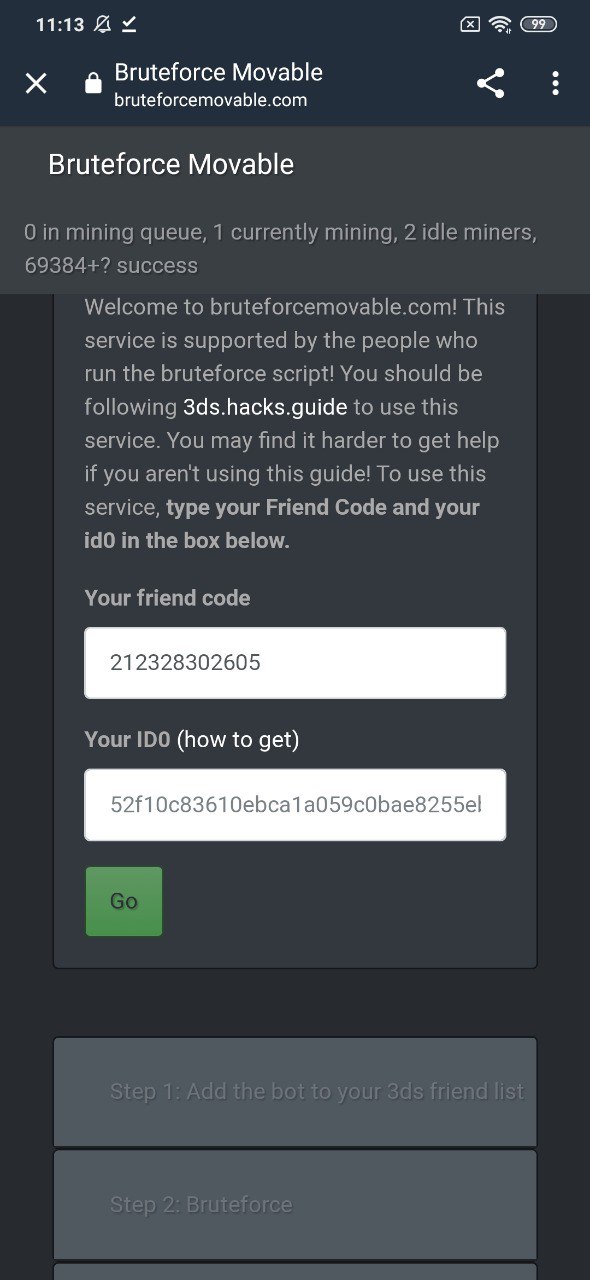 11:13
99
Bruteforce Movable
bruteforcemovable.com
Bruteforce Movable
0 in mining queue, 1 currently mining, 2 idle miners,
69384+? success
Welcome to bruteforcemovable.com! This
service is supported by the people who
run the bruteforce script! You should be
following 3ds.hacks.guide to use this
service. You may find it harder to get help
if you aren't using this guide! To use this
service, type your Friend Code and your
id0 in the box below.
Your friend code
212328302605
Your ID0 (how to get)
52f10c83610ebca1a059c0bae8255el
Go
Step 1: Add the bot to your 3ds friend list
Step 2: Bruteforce